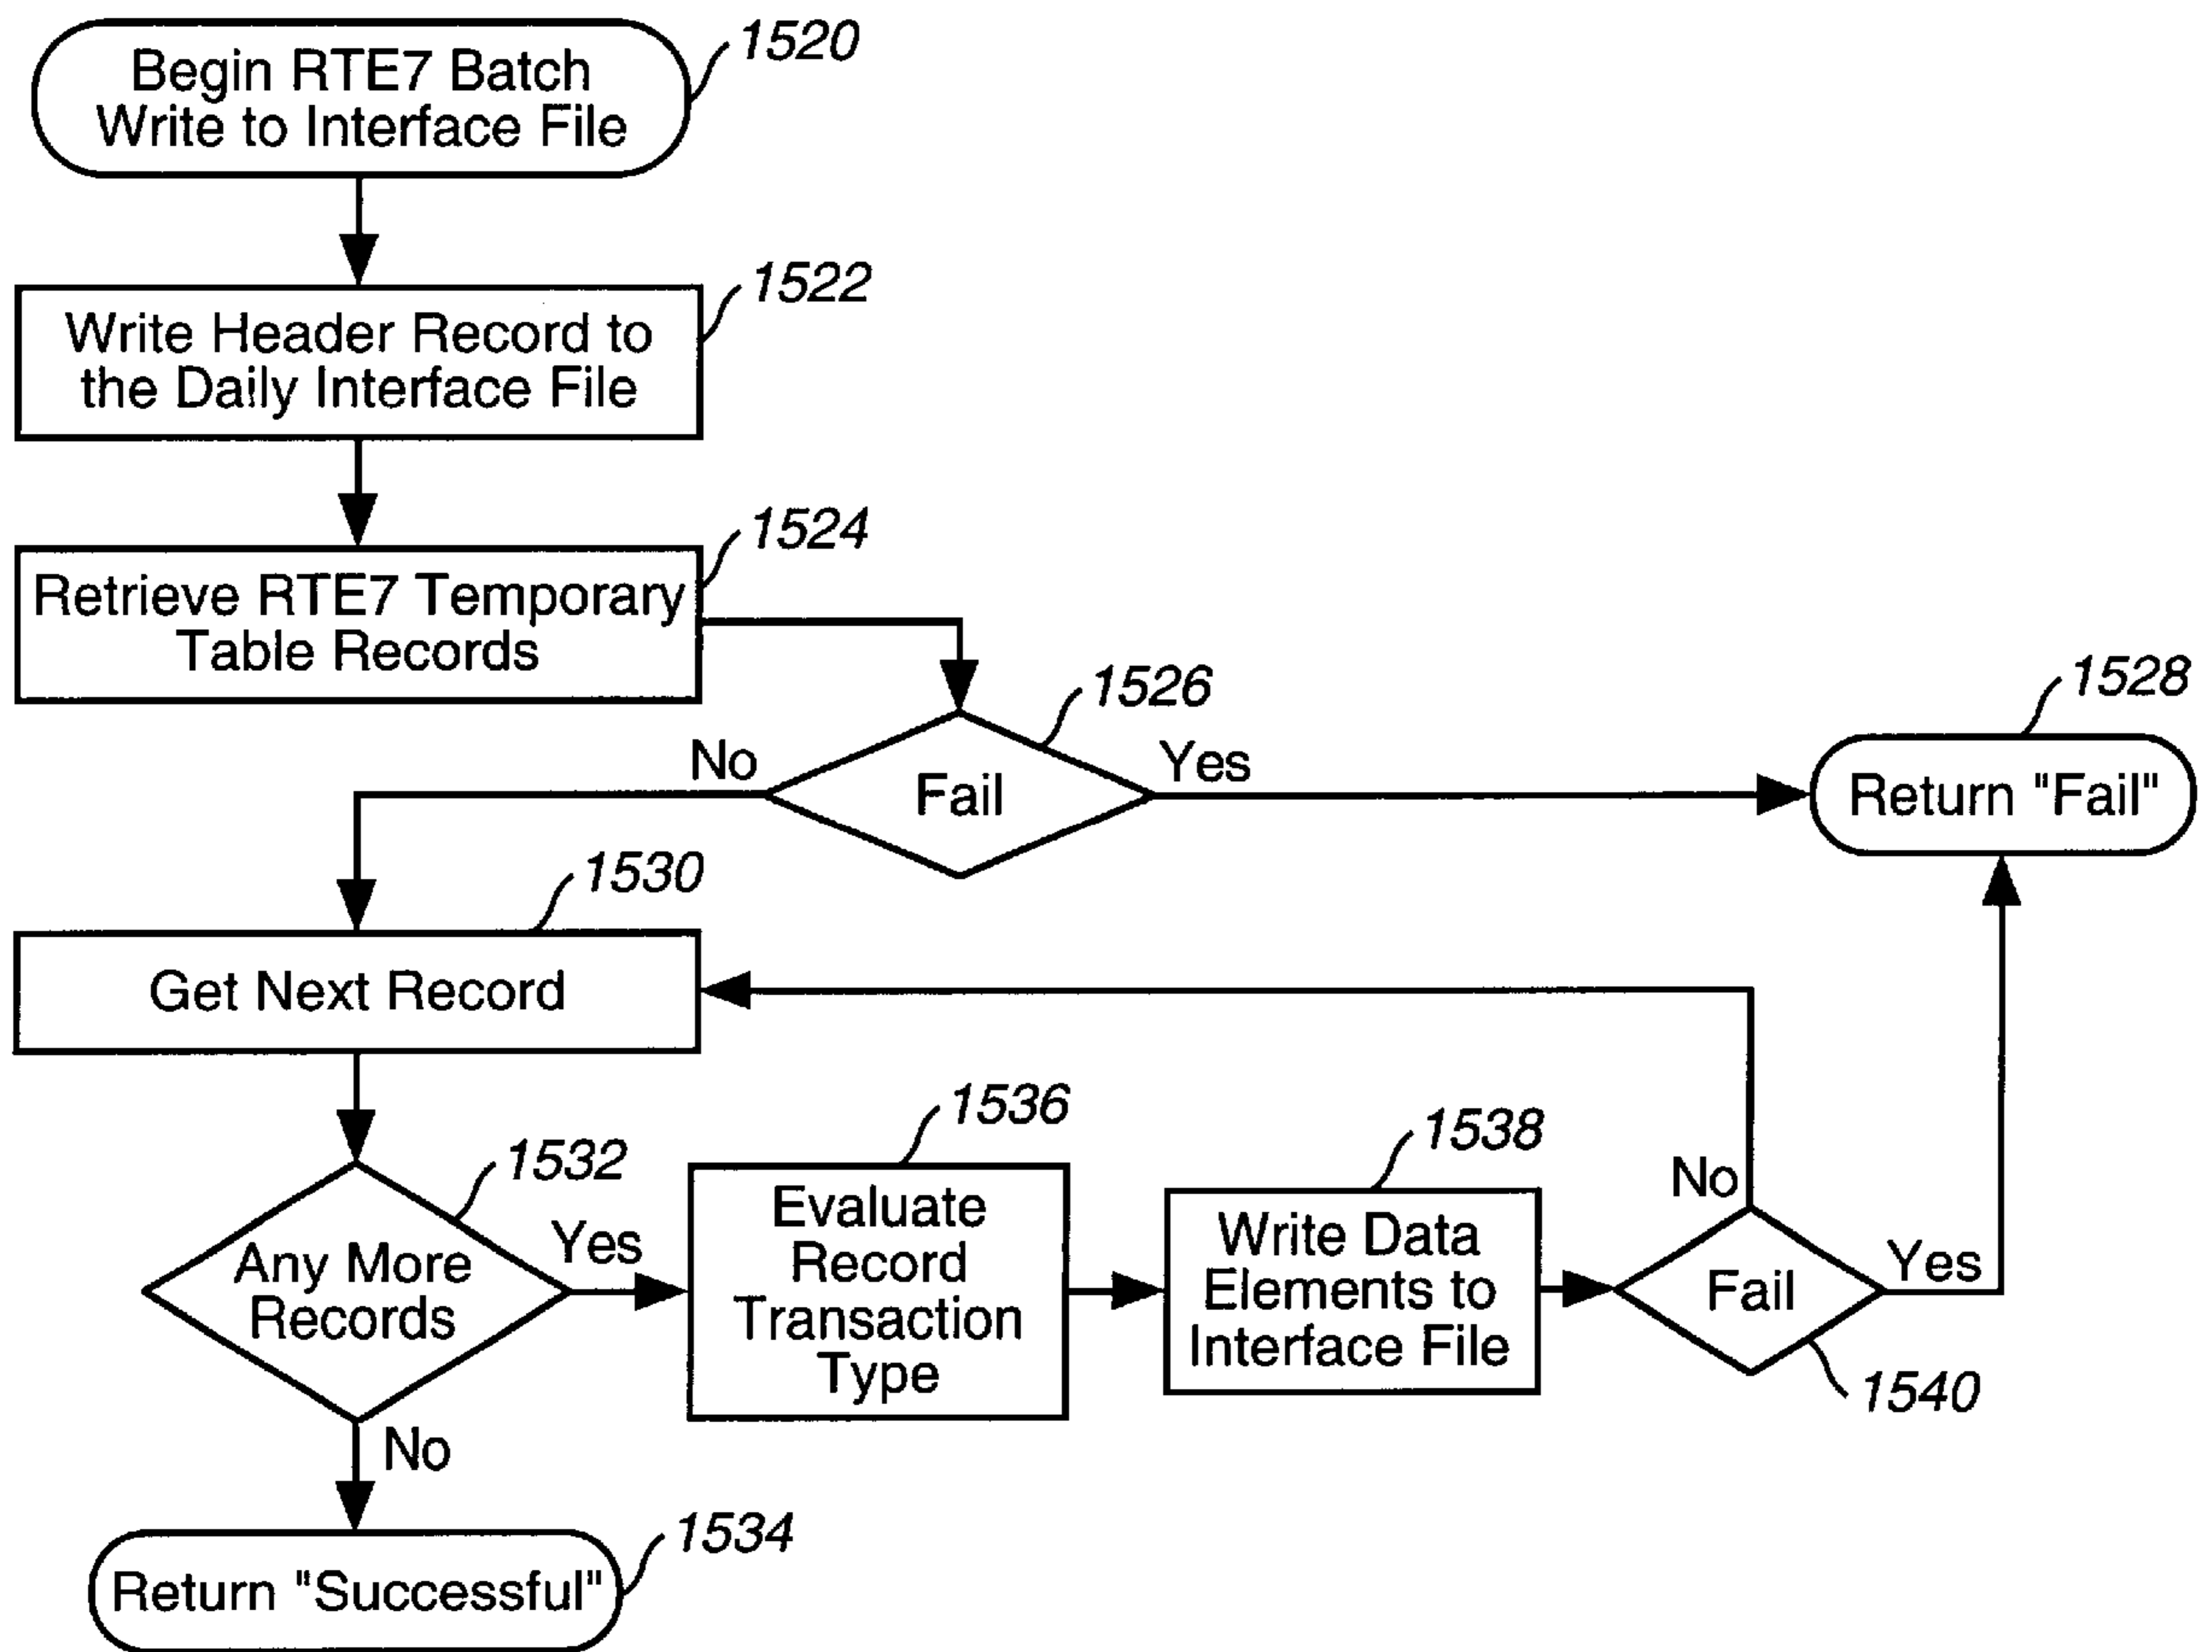 Begin RTE7 Batch
Write to Interface File
1520
Write Header Record to
the Daily Interface File
1522
Retrieve RTE7 Temporary
Table Records
1524
Fail
1526
No
Yes
Return "Fail"
1528
Get Next Record
1530
Any More
Records
1532
Yes
No
Evaluate
Record
Transaction
Type
1536
Write Data
Elements to
Interface File
1538
Fail
1540
No
Yes
Return "Successful"
1534